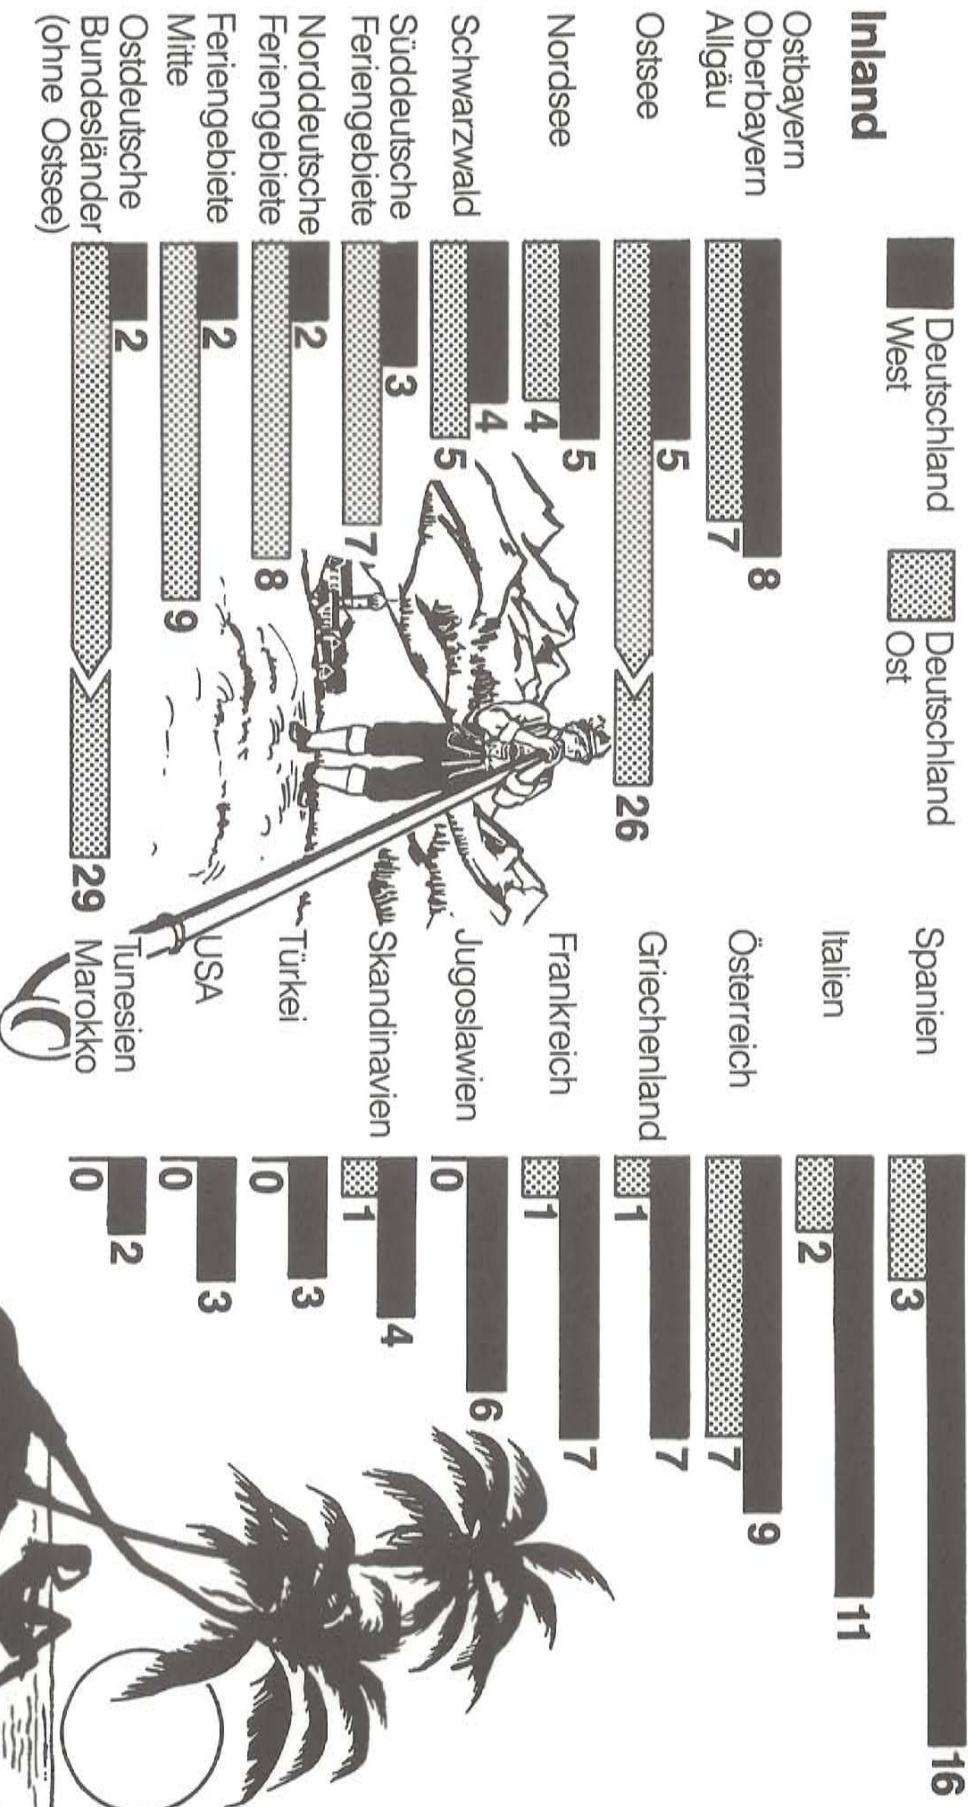 Inland
Deutschland
West
Deutschland
Ost
Ostbayern
Oberbayern
Allgäu
8
7
Ostsee
5
26
Nordsee
5
4
Schwarzwald
4
5
Süddeutsche
Feriengebiete
3
7
Norddeutsche
Feriengebiete
2
8
Feriengebiete
Mitte
2
9
Ostdeutsche
Bundesländer
(ohne Ostsee)
2
29
Spanien
16
3
Italien
11
2
Österreich
9
7
Griechenland
7
1
Frankreich
7
1
Jugoslawien
6
0
Skandinavien
4
1
Türkei
3
0
USA
3
0
Tunesien
Marokko
2
0